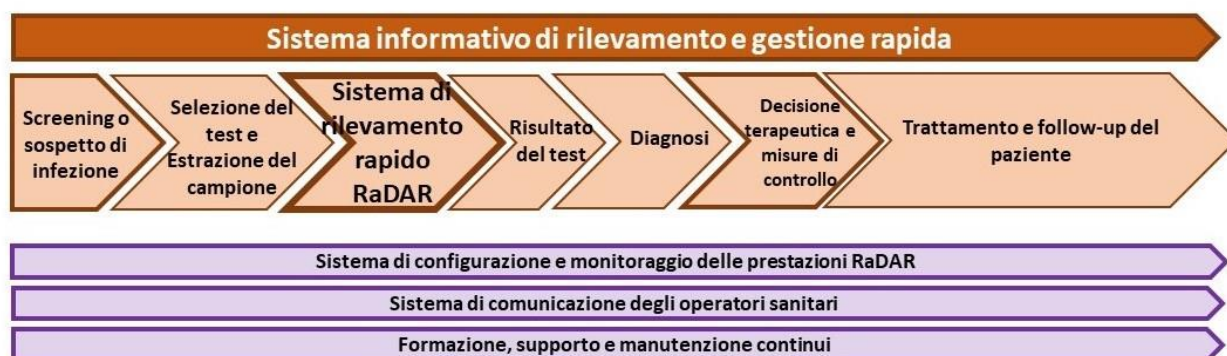 Sistema informativo di rilevamento e gestione rapida
Screening o
sospetto di
infezione
Selezione del
test e
Estrazione del
campione
Sistema di
rilevamento
rapido
RaDAR
Risultato
del test
Diagnosi
Decisione
terapeutica e
misure di
controllo
Trattamento e follow-up del
paziente
Sistema di configurazione e monitoraggio delle prestazioni RaDAR
Sistema di comunicazione degli operatori sanitari
Formazione, supporto e manutenzione continui